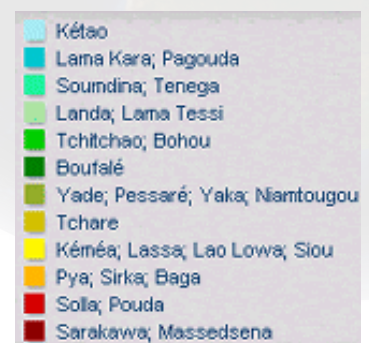 Kétao
Lama Kara; Pagouda
Soumdina; Tenega
Landa; Lama Tessi
Tchitchao; Bohou
Boufalé
Yade; Pessaré; Yaka; Niamtougou
Tchare
Kéméa; Lassa; Lao Lowa; Siou
Pya; Sirka; Baga
Solla; Pouda
Sarakawa; Massedsena